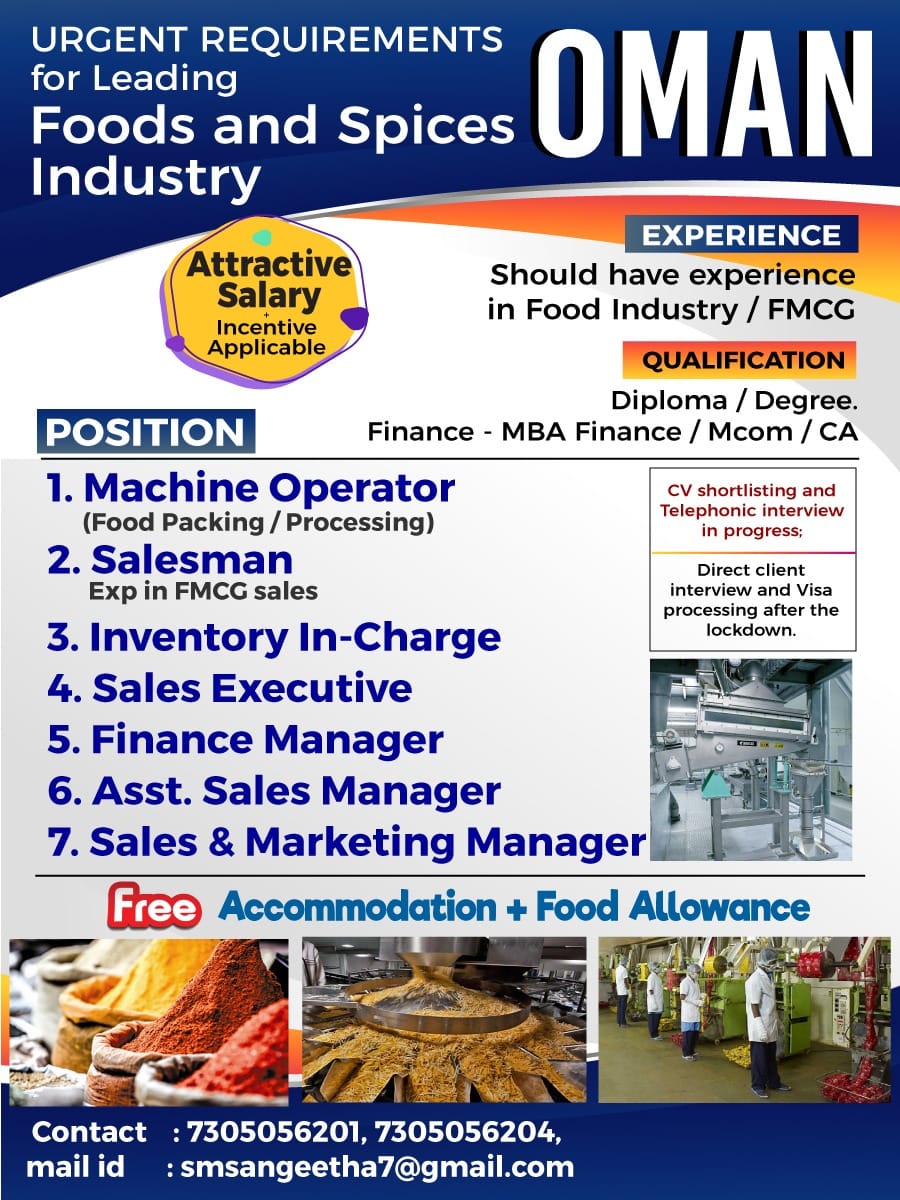 URGENT REQUIREMENTS
for Leading
Foods and Spices
Industry
OMAN
Attractive
Salary
+
Incentive
Applicable
EXPERIENCE
Should have experience
in Food Industry / FMCG
QUALIFICATION
Diploma / Degree.
Finance - MBA Finance / Mcom / CA
POSITION
1. Machine Operator
(Food Packing / Processing)
2. Salesman
Exp in FMCG sales
3. Inventory In-Charge
4. Sales Executive
5. Finance Manager
6. Asst. Sales Manager
7. Sales & Marketing Manager
CV shortlisting and
Telephonic interview
in progress;
Direct client
interview and Visa
processing after the
lockdown.
Free Accommodation + Food Allowance
Contact : 7305056201, 7305056204,
mail id : smsangeetha7@gmail.com